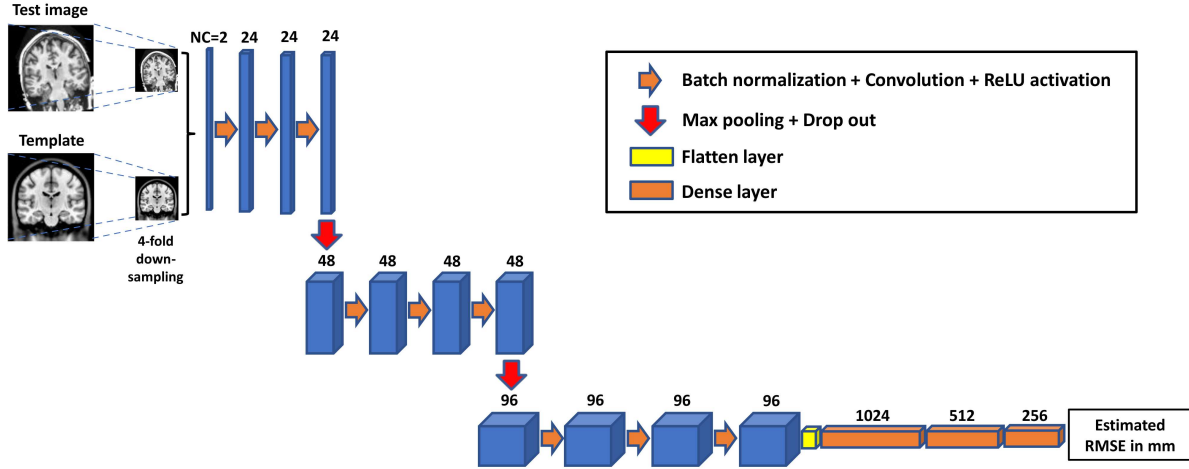 Test image
NC=2 24 24 24
Template
4-fold
down-
sampling
Batch normalization + Convolution + ReLU activation
Max pooling + Drop out
Flatten layer
Dense layer
48 48 48 48
96 96 96 96
1024 512 256
Estimated
RMSE in mm